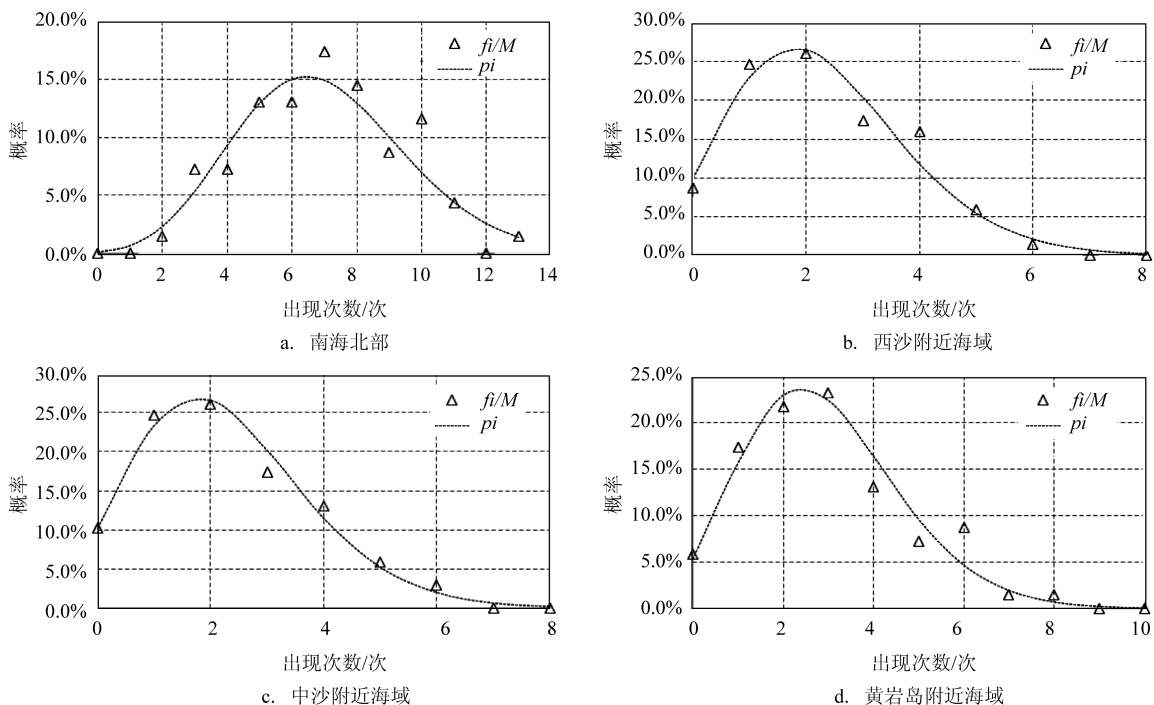 20.0%
15.0%
10.0%
5.0%
0.0%
概率
fi/M
pi
0 2 4 6 8 10 12 14
出现次数/次
a. 南海北部
30.0%
25.0%
20.0%
15.0%
10.0%
5.0%
0.0%
概率
fi/M
pi
0 2 4 6 8
出现次数/次
b. 西沙附近海域
30.0%
25.0%
20.0%
15.0%
10.0%
5.0%
0.0%
概率
fi/M
pi
0 2 4 6 8
出现次数/次
c. 中沙附近海域
25.0%
20.0%
15.0%
10.0%
5.0%
0.0%
概率
fi/M
pi
0 2 4 6 8 10
出现次数/次
d. 黄岩岛附近海域